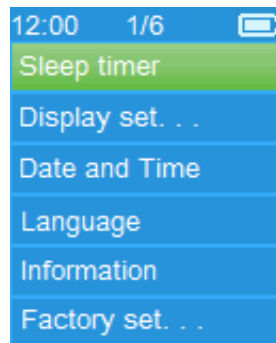 12:00 1/6
Sleep timer
Display set. . .
Date and Time
Language
Information
Factory set. . .